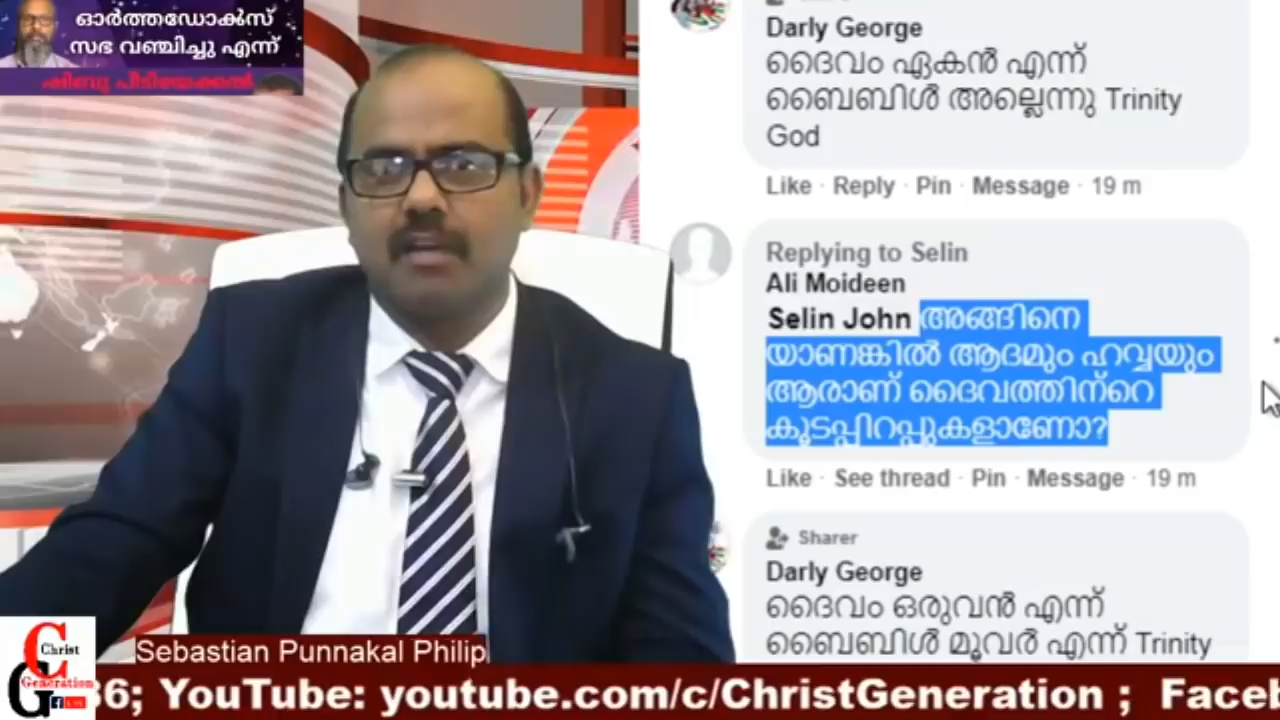 ഓർത്തഡോക്സ്
സഭ വഞ്ചിച്ചു എന്ന്
ഷിബു പീടിയേക്കൽ
Darly George
ദൈവം ഏകൻ എന്ന്
ബൈബിൾ അല്ലെന്നു Trinity
God
Like · Reply · Pin · Message · 19 m
Replying to Selin
Ali Moideen
Selin John അങ്ങിനെ
യാണങ്കിൽ ആദമും ഹവ്വയും
ആരാണ് ദൈവത്തിന്റെ
കൂടപ്പിറപ്പുകളാണോ?
Like · See thread · Pin · Message · 19 m
Sharer
Darly George
ദൈവം ഒരുവൻ എന്ന്
ബൈബിൾ മൂവർ എന്ന് Trinity
Christ
Generation
Sebastian Punnakal Philip
36; YouTube: youtube.com/c/ChristGeneration ; Faceb